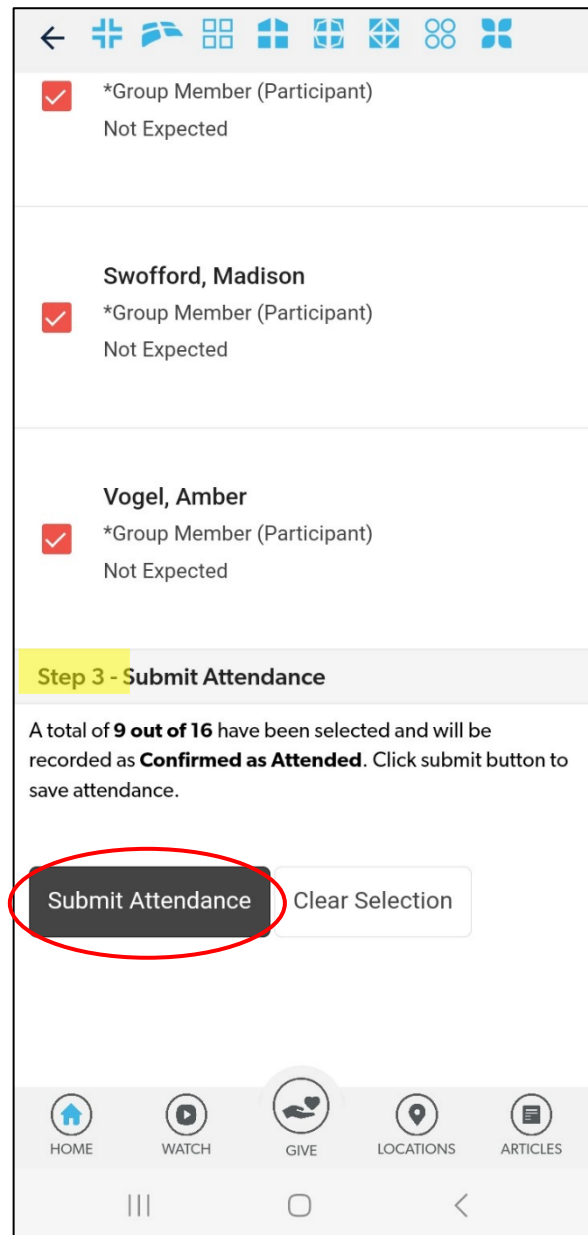 *Group Member (Participant)
Not Expected
Swofford, Madison
*Group Member (Participant)
Not Expected
Vogel, Amber
*Group Member (Participant)
Not Expected
Step 3 - Submit Attendance
A total of 9 out of 16 have been selected and will be
recorded as Confirmed as Attended. Click submit button to
save attendance.
Submit Attendance
Clear Selection
HOME
WATCH
GIVE
LOCATIONS
ARTICLES